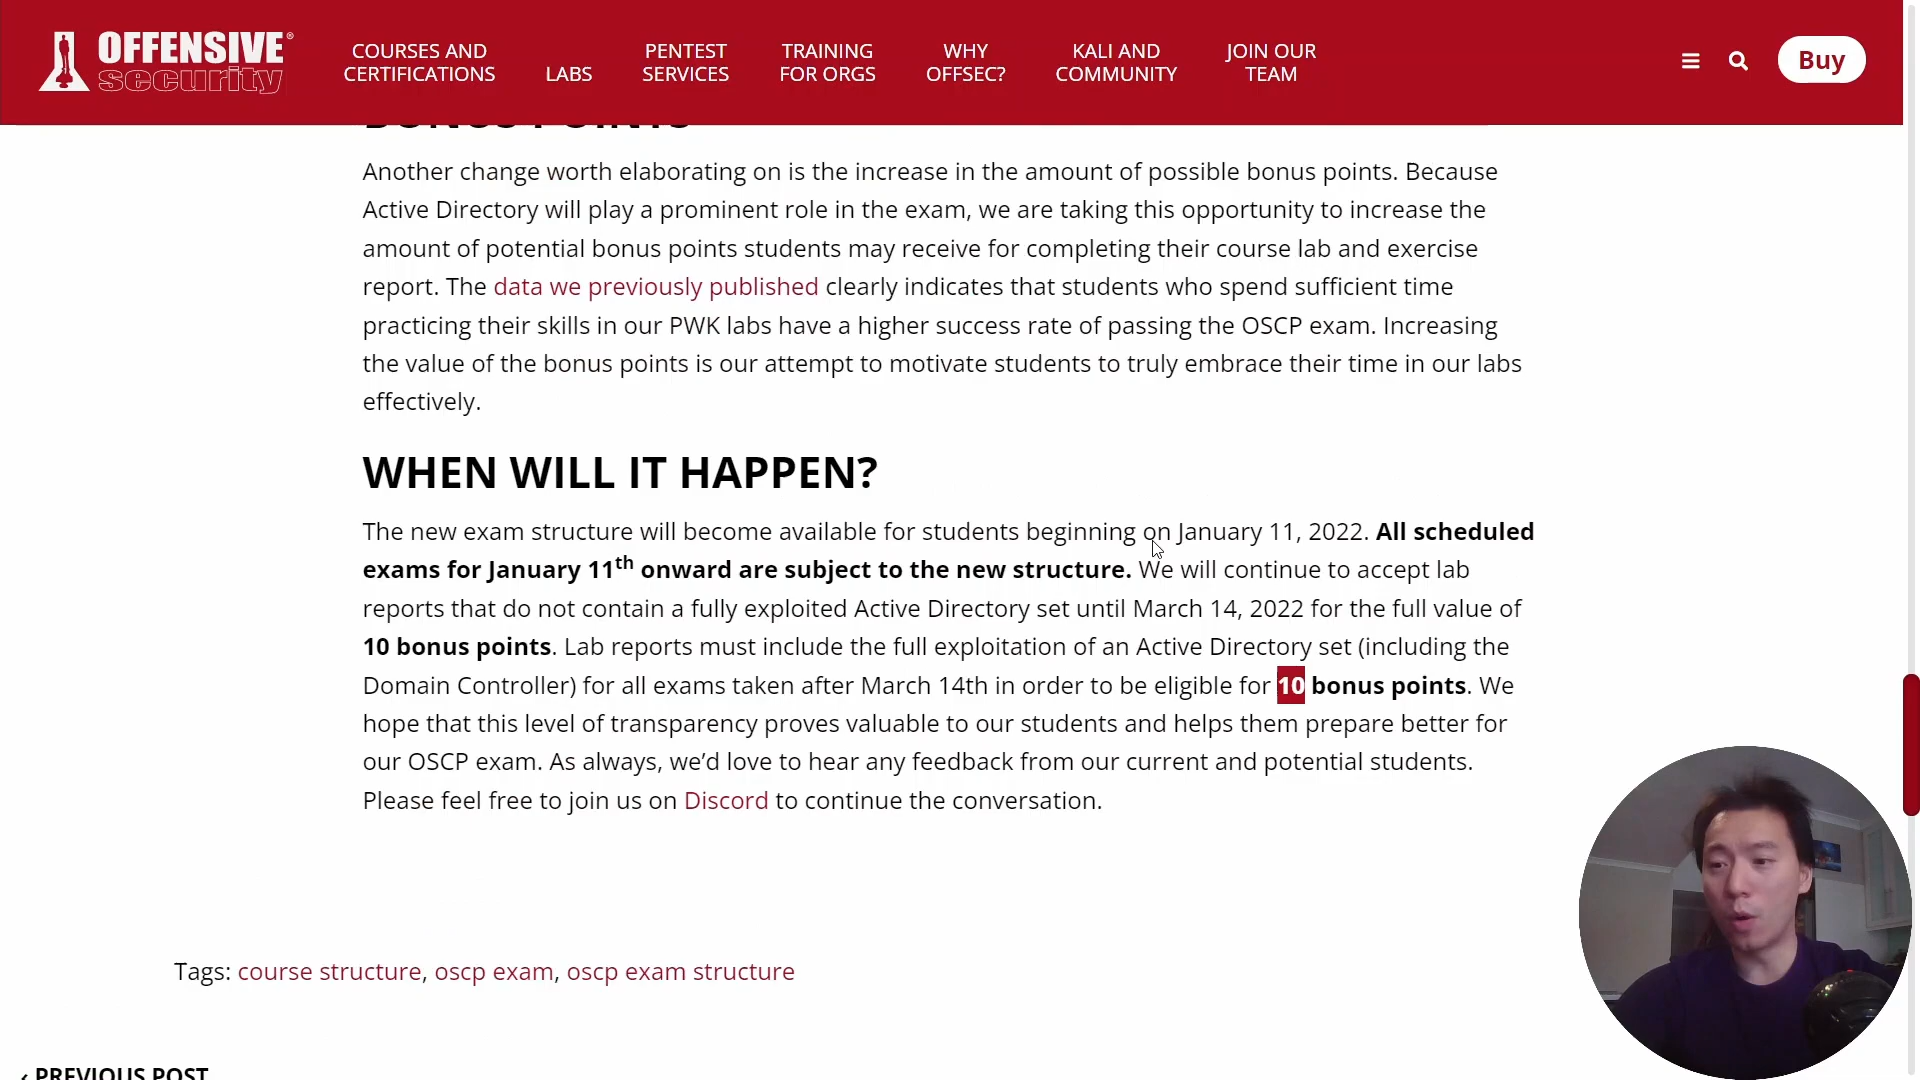 OFFENSIVE®
security
COURSES AND
CERTIFICATIONS
LABS
PENTEST
SERVICES
TRAINING
FOR ORGS
WHY
OFFSEC?
KALI AND
COMMUNITY
JOIN OUR
TEAM
Buy
BONUS POINTS
Another change worth elaborating on is the increase in the amount of possible bonus points. Because
Active Directory will play a prominent role in the exam, we are taking this opportunity to increase the
amount of potential bonus points students may receive for completing their course lab and exercise
report. The data we previously published clearly indicates that students who spend sufficient time
practicing their skills in our PWK labs have a higher success rate of passing the OSCP exam. Increasing
the value of the bonus points is our attempt to motivate students to truly embrace their time in our labs
effectively.
WHEN WILL IT HAPPEN?
The new exam structure will become available for students beginning on January 11, 2022. All scheduled
exams for January 11th onward are subject to the new structure. We will continue to accept lab
reports that do not contain a fully exploited Active Directory set until March 14, 2022 for the full value of
10 bonus points. Lab reports must include the full exploitation of an Active Directory set (including the
Domain Controller) for all exams taken after March 14th in order to be eligible for 10 bonus points. We
hope that this level of transparency proves valuable to our students and helps them prepare better for
our OSCP exam. As always, we’d love to hear any feedback from our current and potential students.
Please feel free to join us on Discord to continue the conversation.
Tags: course structure, oscp exam, oscp exam structure
‹ PREVIOUS POST